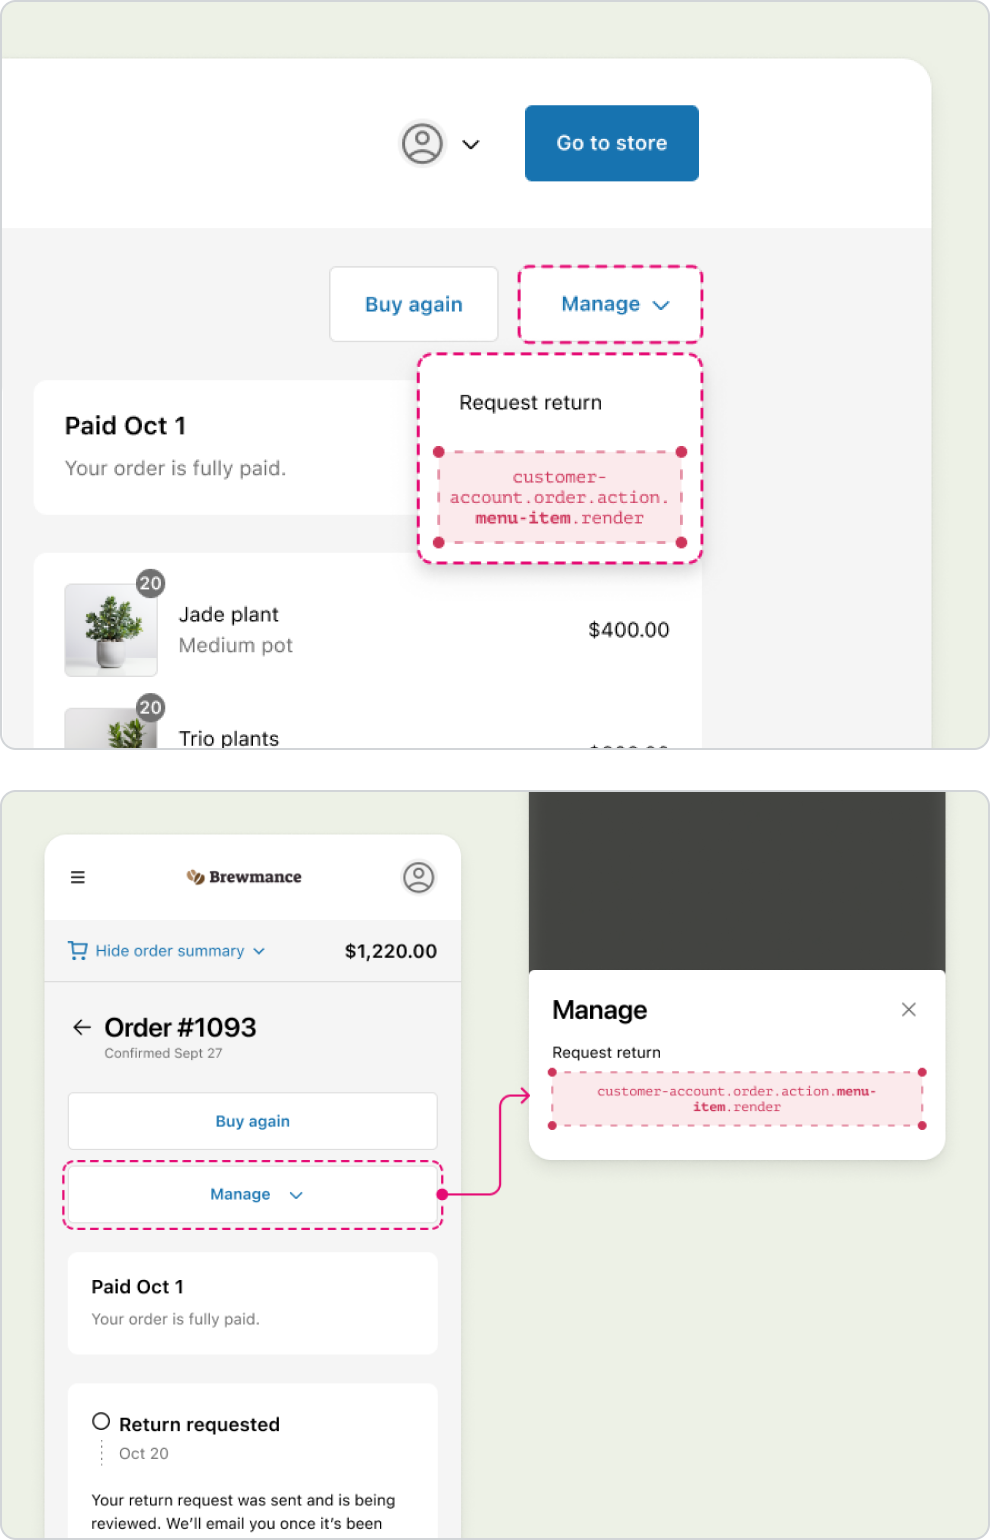 Go to store
Buy again
Manage
Request return
customer-
account.order.action.
menu-item.render
Paid Oct 1
Your order is fully paid.
20
Jade plant
Medium pot
$400.00
20
Trio plants
Brewmance
Hide order summary
$1,220.00
Order #1093
Confirmed Sept 27
Buy again
Manage
Paid Oct 1
Your order is fully paid.
Return requested
Oct 20
Your return request was sent and is being
reviewed. We'll email you once it's been
Manage
Request return
customer-account.order.action.menu-
item.render